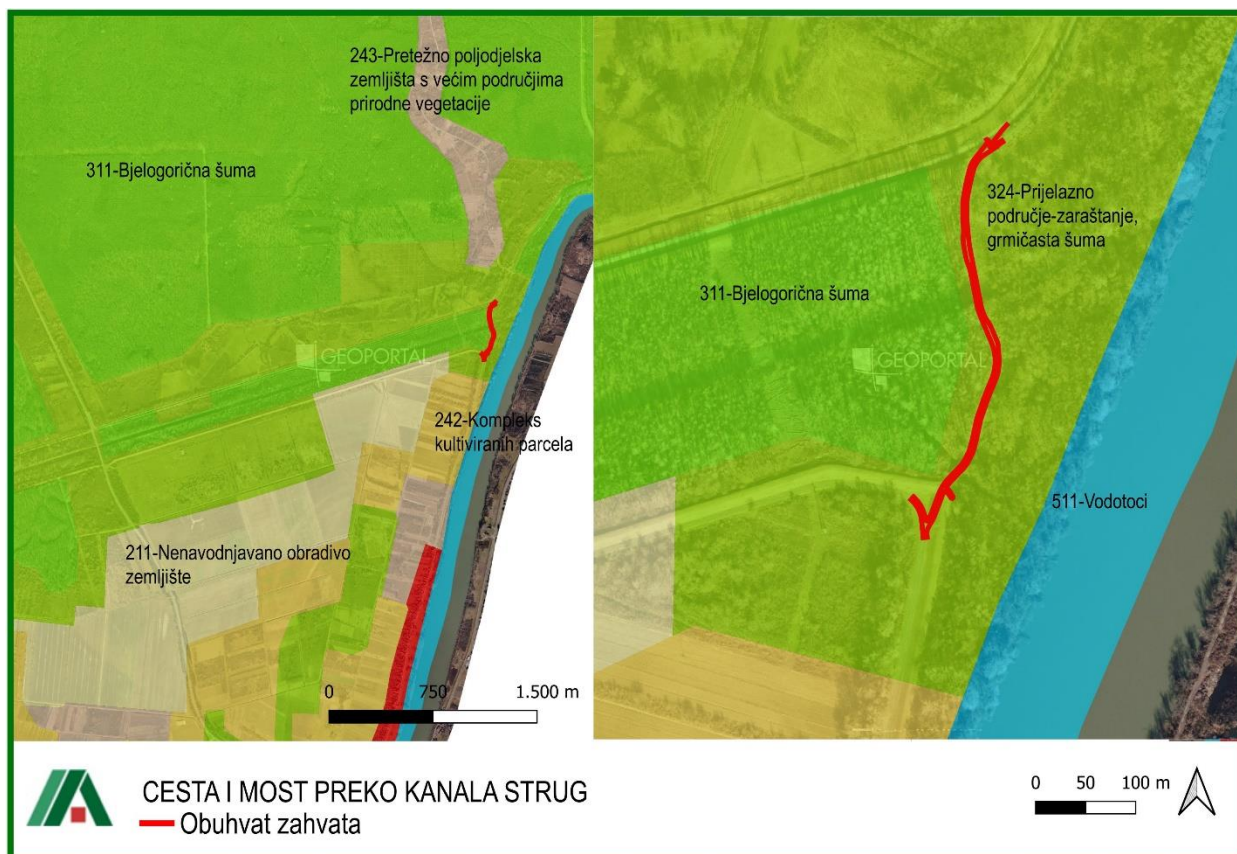 243-Pretežno poljodjelska
zemljišta s većim područjima
prirodne vegetacije
311-Bjelogorična šuma
GEOPORTAL
242-Kompleks
kultiviranih parcela
211-Nenavodnjavano obradivo
zemljište
0 750 1.500 m
324-Prijelazno
područje-zaraštanje,
grmičasta šuma
311-Bjelogorična šuma
GEOPORTAL
511-Vodotoci
CESTA I MOST PREKO KANALA STRUG
Obuhvat zahvata
0 50 100 m